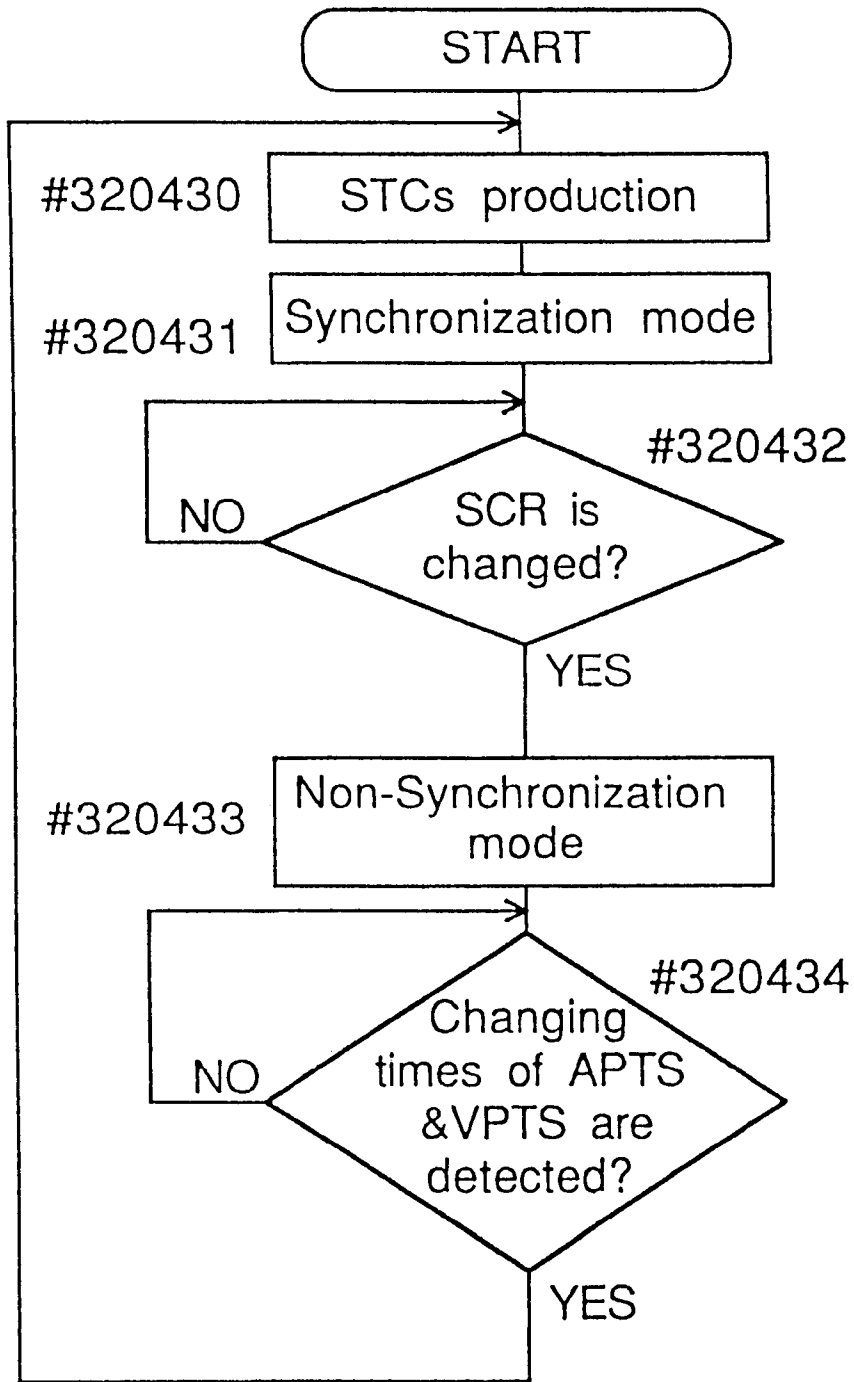 START
#320430
STCs production
#320431
Synchronization mode
#320432
SCR is
changed?
NO
YES
#320433
Non-Synchronization
mode
#320434
Changing
times of APTS
&VPTS are
detected?
NO
YES